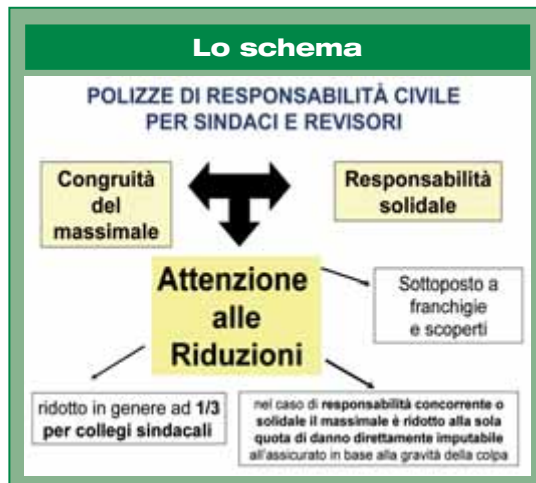 Lo schema
POLIZZE DI RESPONSABILITÀ CIVILE
PER SINDACI E REVISORI
Congruità
del
massimale
Responsabilità
solidale
Attenzione
alle
Riduzioni
Sottoposto a
franchigie
e scoperti
ridotto in genere ad 1/3
per collegi sindacali
nel caso di responsabilità concorrente o
solidale il massimale è ridotto alla sola
quota di danno direttamente imputabile
all'assicurato in base alla gravità della colpa